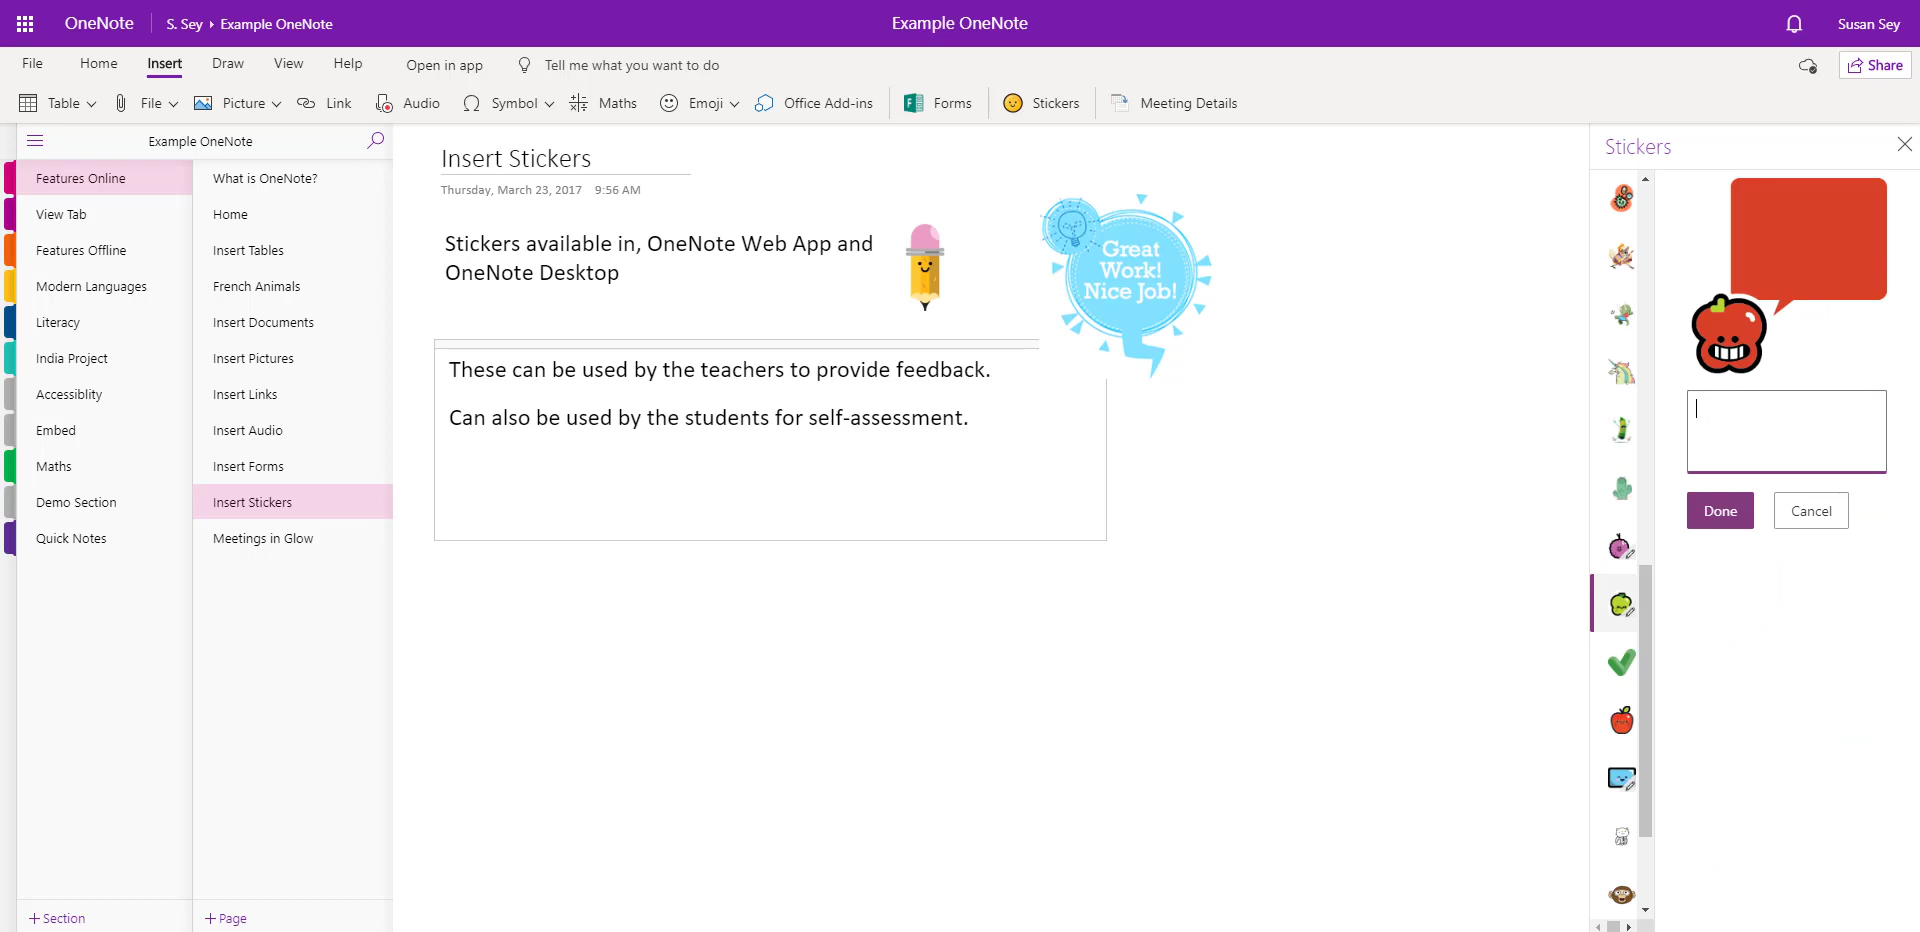 OneNote
S. Sey
Example OneNote
Example OneNote
Susan Sey
File
Home
Insert
Draw
View
Help
Open in app
Tell me what you want to do
Share
Table
File
Picture
Link
Audio
Symbol
Maths
Emoji
Office Add-ins
Forms
Stickers
Meeting Details
Example OneNote
Features Online
View Tab
Features Offline
Modern Languages
Literacy
India Project
Accessiblity
Embed
Maths
Demo Section
Quick Notes
+ Section
What is OneNote?
Home
Insert Tables
French Animals
Insert Documents
Insert Pictures
Insert Links
Insert Audio
Insert Forms
Insert Stickers
Meetings in Glow
+ Page
Insert Stickers
Thursday, March 23, 2017 9:56 AM
Stickers available in, OneNote Web App and
OneNote Desktop
Great
Work!
Nice Job!
These can be used by the teachers to provide feedback.
Can also be used by the students for self-assessment.
Stickers
Done
Cancel